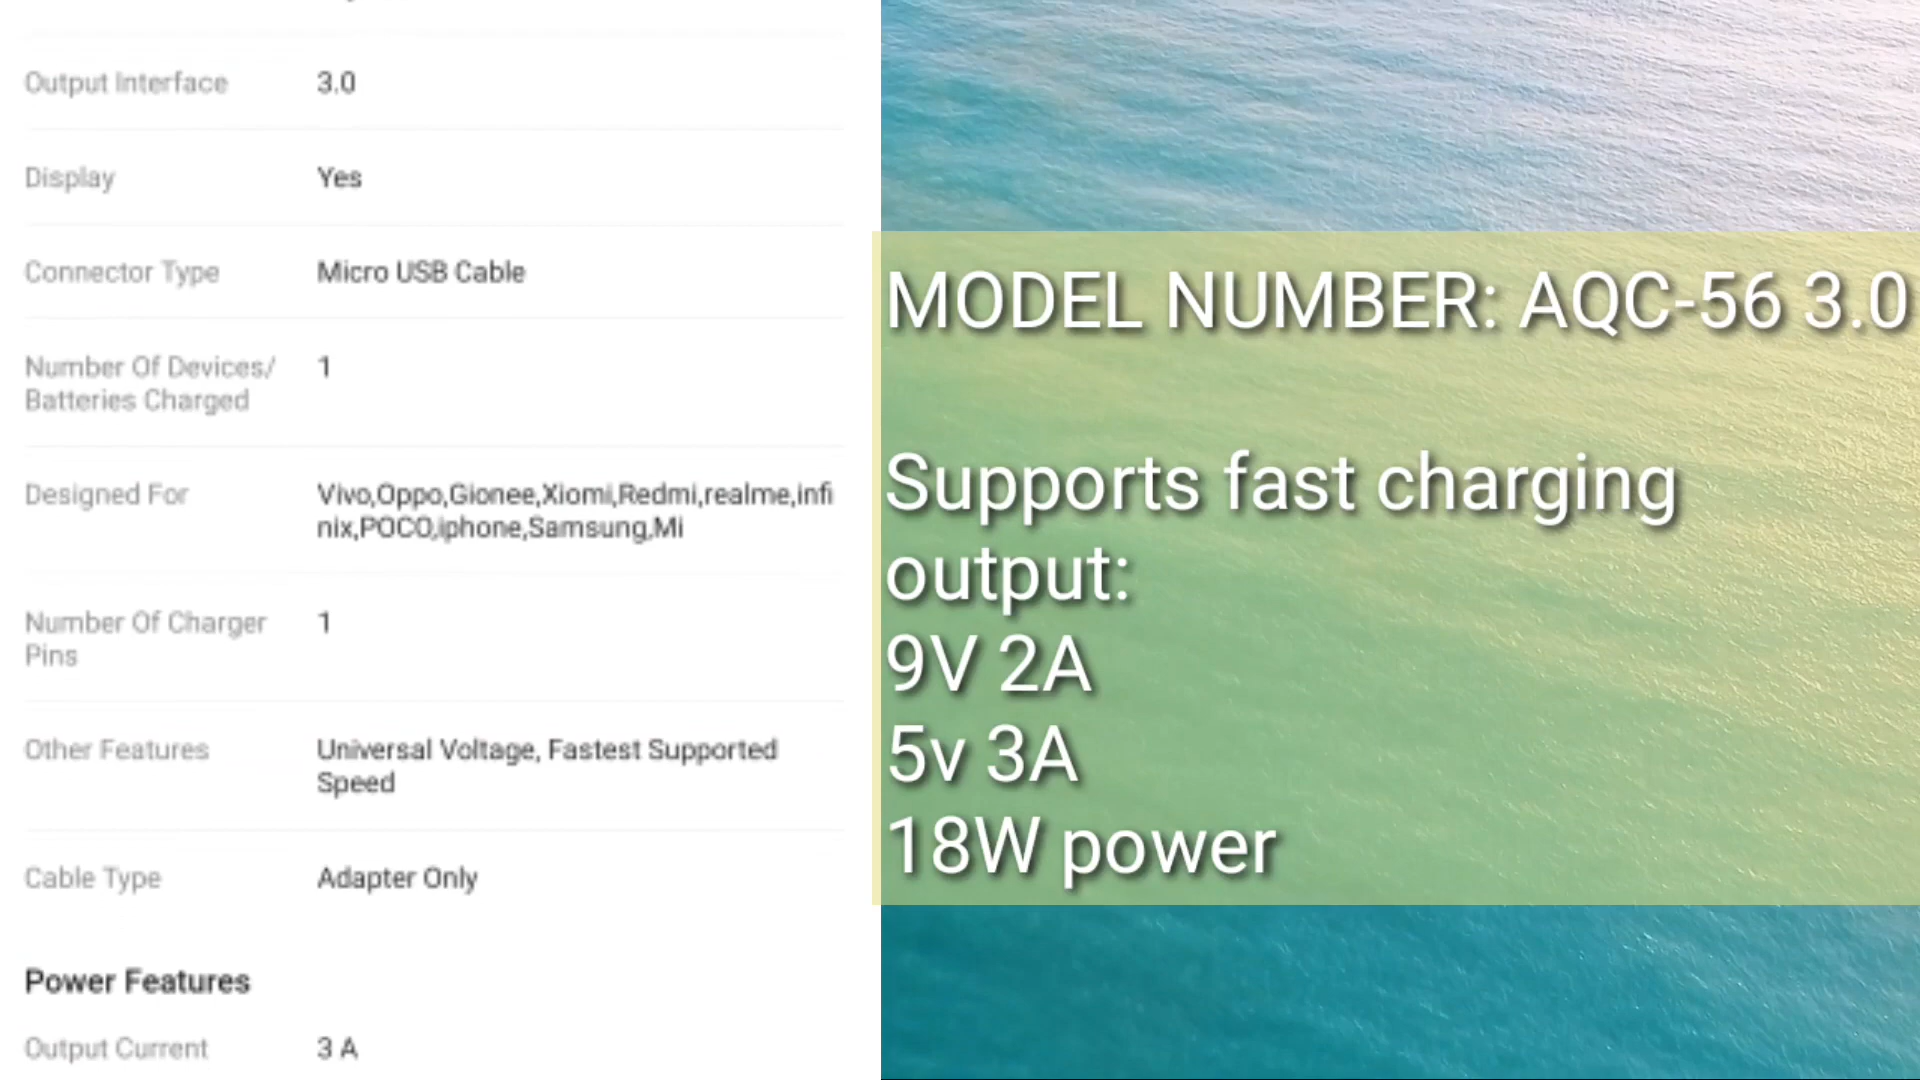 Output Interface 3.0
Display Yes
Connector Type Micro USB Cable
Number Of Devices/ 1
Batteries Charged
Designed For Vivo,Oppo,Gionee,Xiomi,Redmi,realme,infi
nix,POCO,iphone,Samsung,Mi
Number Of Charger 1
Pins
Other Features Universal Voltage, Fastest Supported
Speed
Cable Type Adapter Only
Power Features
Output Current 3 A
MODEL NUMBER: AQC-56 3.0
Supports fast charging
output:
9V 2A
5v 3A
18W power